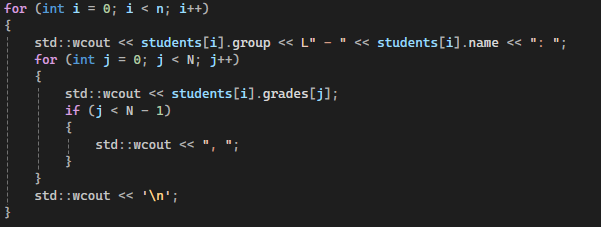 for (int i = 0; i < n; i++)
{
    std::wcout << students[i].group << L" - " << students[i].name << ": ";
    for (int j = 0; j < N; j++)
    {
        std::wcout << students[i].grades[j];
        if (j < N - 1)
        {
            std::wcout << ", ";
        }
    }
    std::wcout << '\n';
}